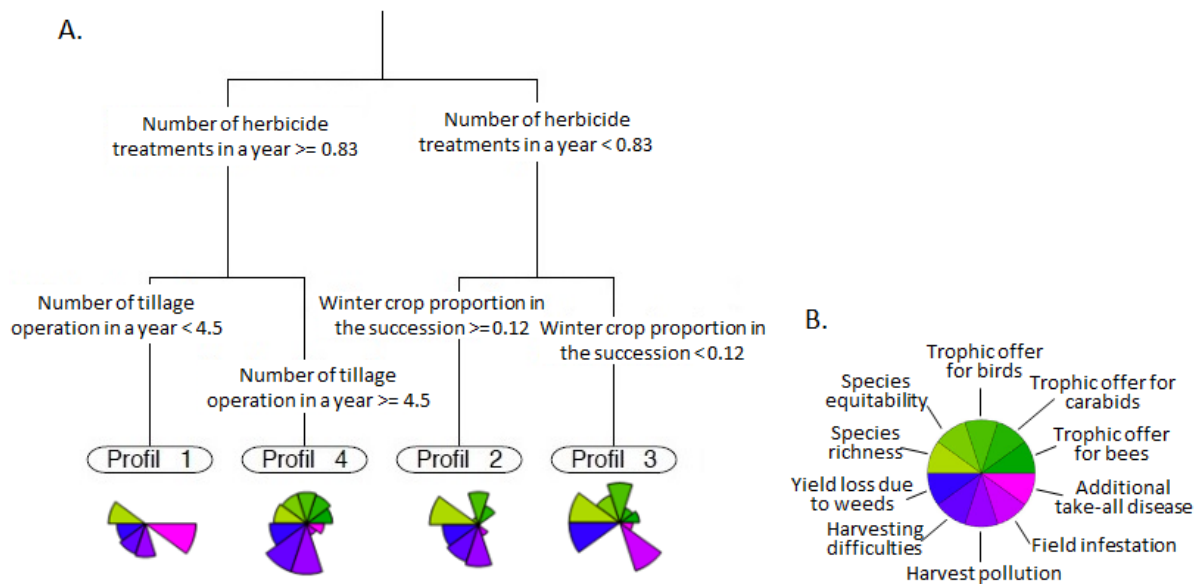 A.
Number of herbicide
treatments in a year >= 0.83
Number of herbicide
treatments in a year < 0.83
Number of tillage
operation in a year < 4.5
Number of tillage
operation in a year >= 4.5
Winter crop proportion in
the succession >= 0.12
Winter crop proportion in
the succession < 0.12
Profil 1
Profil 4
Profil 2
Profil 3
B.
Trophic offer
for birds
Trophic offer for
carabids
Trophic offer
for bees
Additional
take-all disease
Field infestation
Harvest pollution
Harvesting
difficulties
Yield loss due
to weeds
Species
richness
Species
equitability